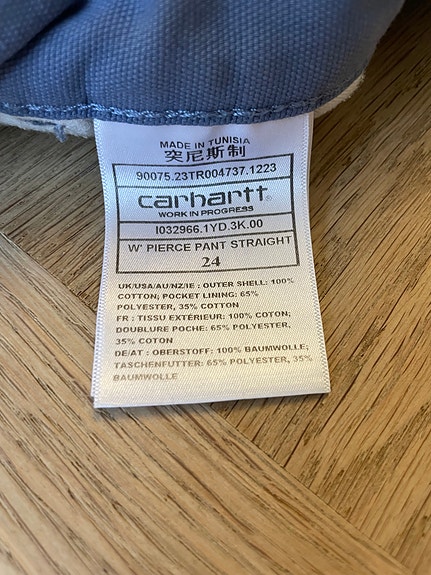 MADE IN TUNISIA
突尼斯制
90075.23TR004737.1223
carhartt
WORK IN PROGRESS
I032966.1YD.3K.00
W' PIERCE PANT STRAIGHT
24
UK/USA/AU/NZ/IE : OUTER SHELL: 100%
COTTON; POCKET LINING: 65%
POLYESTER, 35% COTTON
FR : TISSU EXTÉRIEUR: 100% COTON;
DOUBLURE POCHE: 65% POLYESTER,
35% COTON
DE/AT : OBERSTOFF: 100% BAUMWOLLE;
TASCHENFUTTER: 65% POLYESTER, 35%
BAUMWOLLE